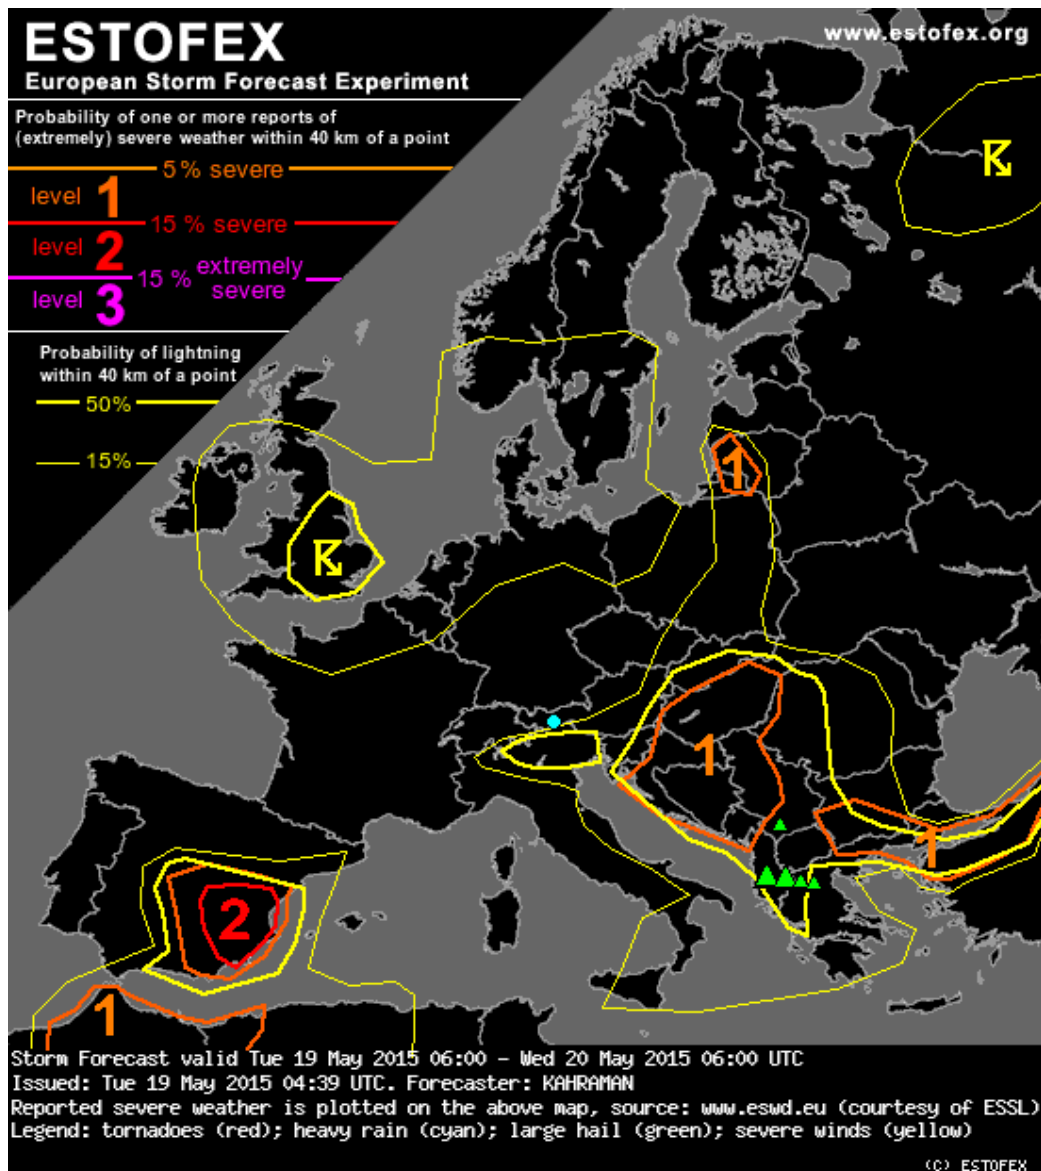 ESTOFEX
www.estofex.org
European Storm Forecast Experiment
Probability of one or more reports of
(extremely) severe weather within 40 km of a point
5 % severe
level 1
15 % severe
level 2
15 % extremely severe
level 3
Probability of lightning
within 40 km of a point
50%
15%
1
1
1
2
1
Storm Forecast valid Tue 19 May 2015 06:00 - Wed 20 May 2015 06:00 UTC
Issued: Tue 19 May 2015 04:39 UTC. Forecaster: KAHRAMAN
Reported severe weather is plotted on the above map, source: www.eswd.eu (courtesy of ESSL)
Legend: tornadoes (red); heavy rain (cyan); large hail (green); severe winds (yellow)
(C) ESTOFEX